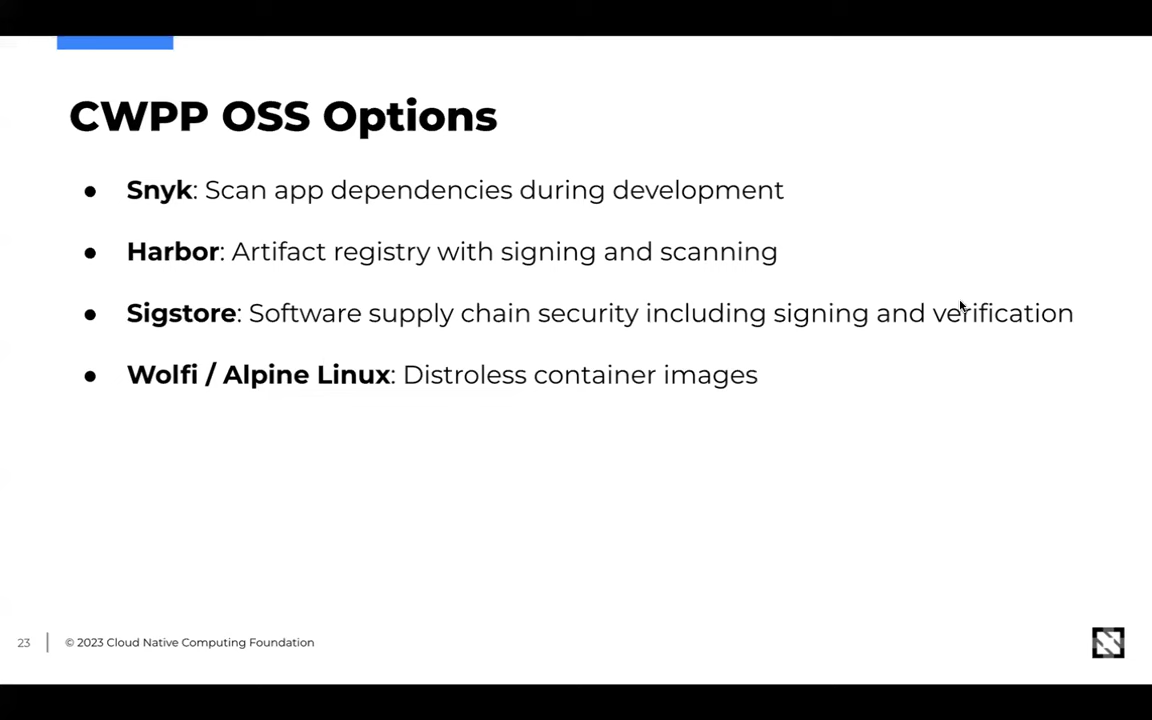 CWPP OSS Options
● Snyk: Scan app dependencies during development
● Harbor: Artifact registry with signing and scanning
● Sigstore: Software supply chain security including signing and verification
● Wolfi / Alpine Linux: Distroless container images
23 | © 2023 Cloud Native Computing Foundation